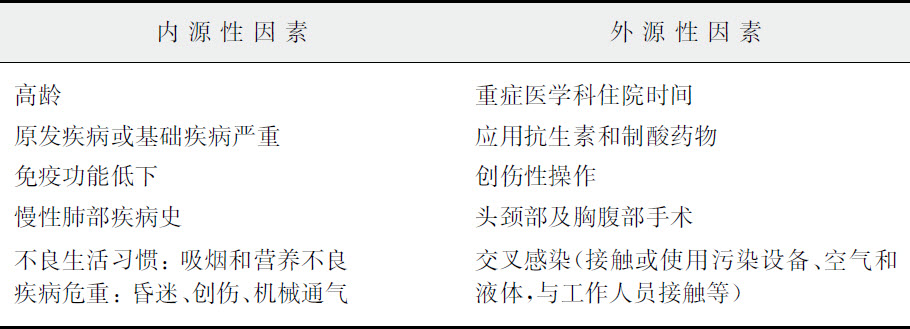 内源性因素 外源性因素
高龄 重症医学科住院时间
原发疾病或基础疾病严重 应用抗生素和制酸药物
免疫功能低下 创伤性操作
慢性肺部疾病史 头颈部及胸腹部手术
不良生活习惯：吸烟和营养不良 交叉感染（接触或使用污染设备、空气和
疾病危重：昏迷、创伤、机械通气 液体，与工作人员接触等）